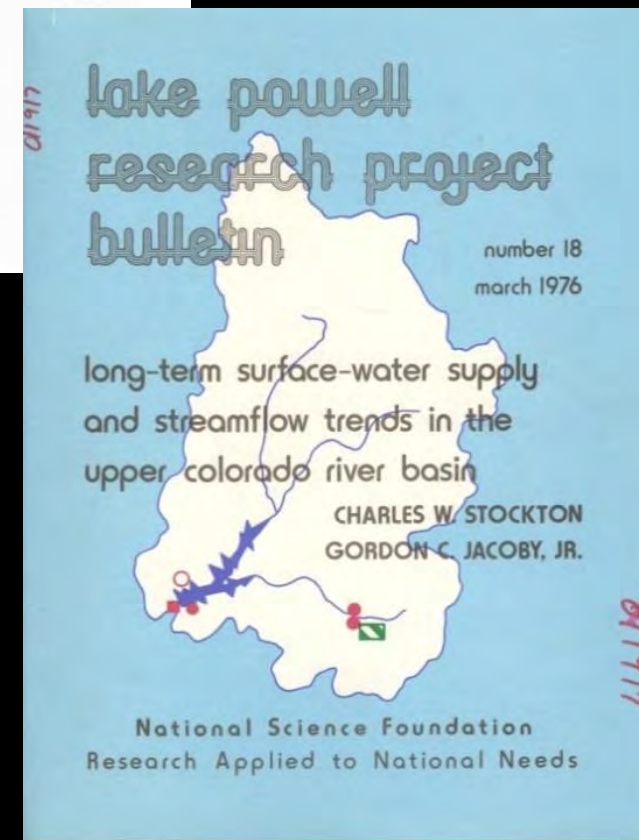 lake powell
research project
bulletin
number 18
march 1976
long-term surface-water supply
and streamflow trends in the
upper colorado river basin
CHARLES W. STOCKTON
GORDON C. JACOBY, JR.
National Science Foundation
Research Applied to National Needs